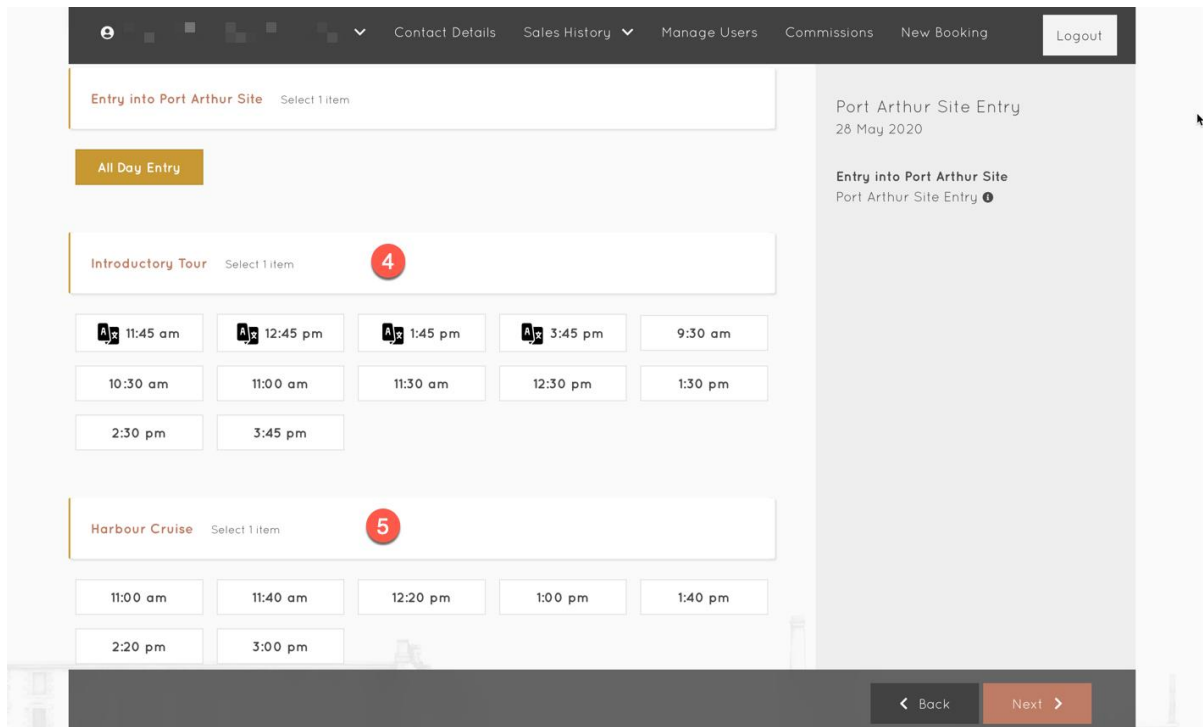 Contact Details Sales History Manage Users Commissions New Booking Logout
Entry into Port Arthur Site Select 1 item
All Day Entry
Introductory Tour Select 1 item 4
A 11:45 am A 12:45 pm A 1:45 pm A 3:45 pm 9:30 am
10:30 am 11:00 am 11:30 am 12:30 pm 1:30 pm
2:30 pm 3:45 pm
Harbour Cruise Select 1 item 5
11:00 am 11:40 am 12:20 pm 1:00 pm 1:40 pm
2:20 pm 3:00 pm
Port Arthur Site Entry
28 May 2020
Entry into Port Arthur Site
Port Arthur Site Entry
Back Next